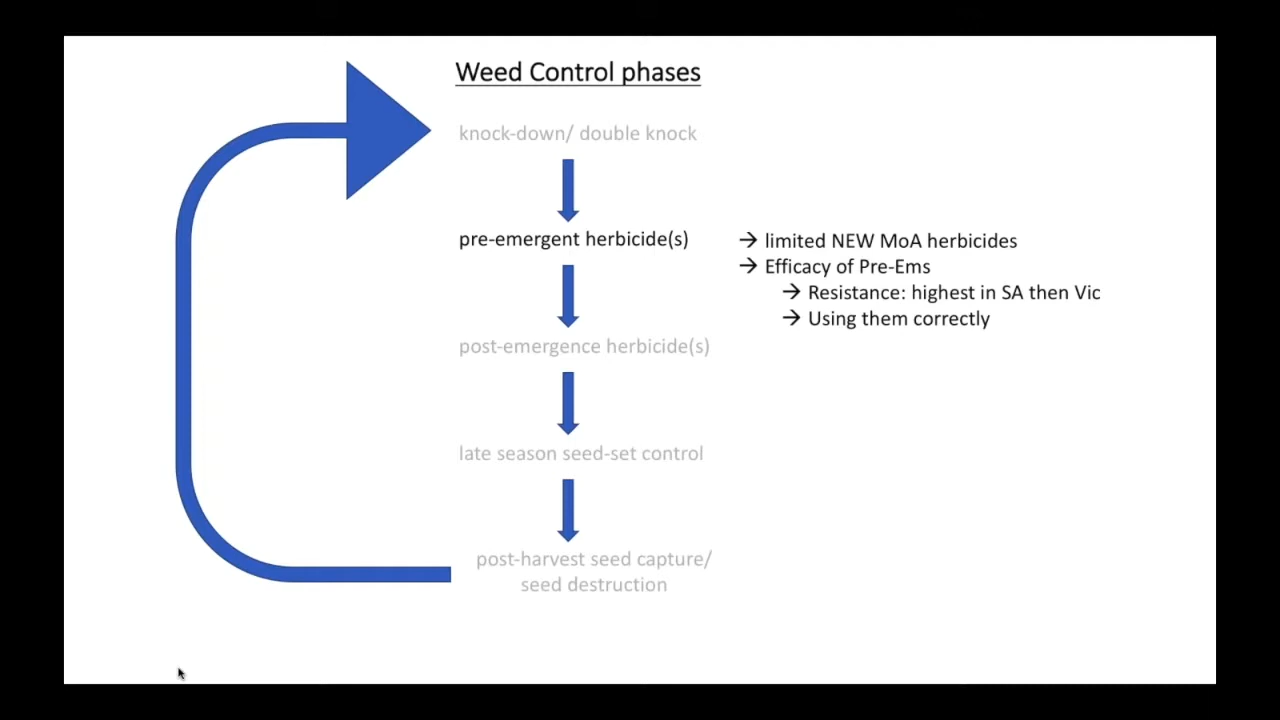 Weed Control phases
knock-down/ double knock
pre-emergent herbicide(s)
→ limited NEW MoA herbicides
→ Efficacy of Pre-Ems
→ Resistance: highest in SA then Vic
→ Using them correctly
post-emergence herbicide(s)
late season seed-set control
post-harvest seed capture/
seed destruction